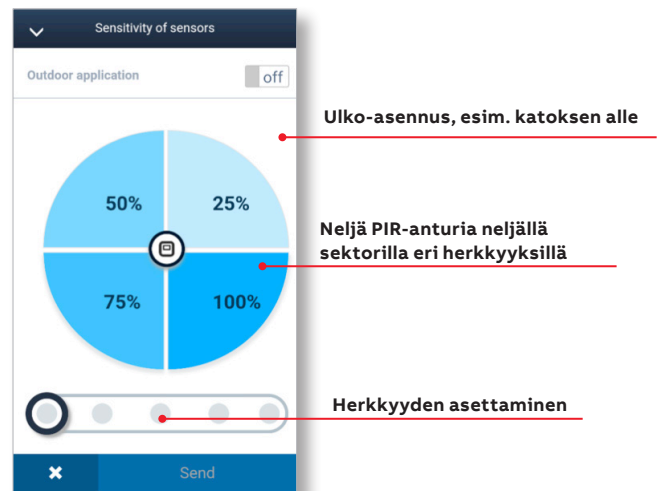 Sensitivity of sensors
Outdoor application
off
Ulko-asennus, esim. katoksen alle
50%
25%
Neljä PIR-anturia neljällä
sektorilla eri herkkyyksillä
75%
100%
Herkkyyden asettaminen
Send